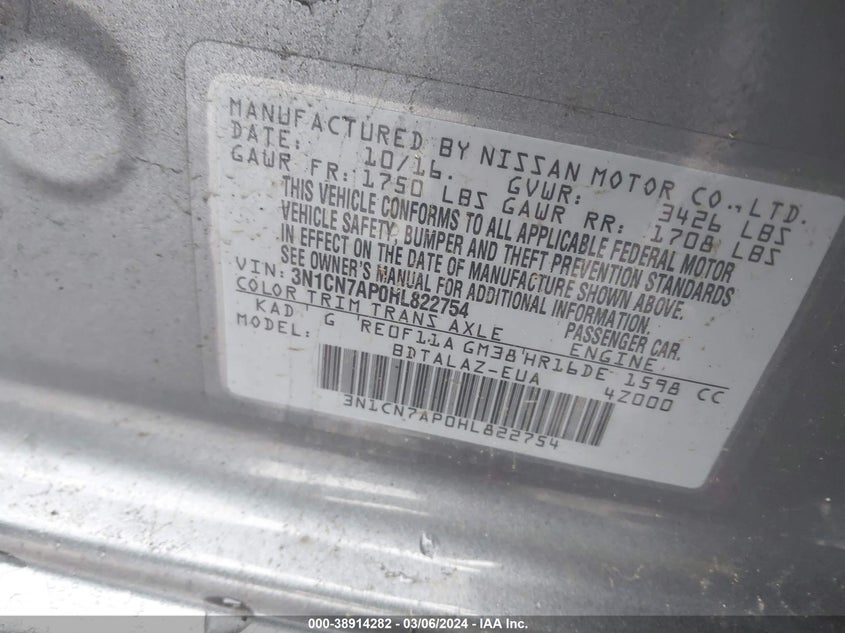 MANUFACTURED BY NISSAN MOTOR CO., LTD.
DATE: 10/16. GVWR: 3426 LBS
GAWR FR: 1750 LBS GAWR RR: 1708 LBS
THIS VEHICLE CONFORMS TO ALL APPLICABLE FEDERAL MOTOR
VEHICLE SAFETY, BUMPER AND THEFT PREVENTION STANDARDS
IN EFFECT ON THE DATE OF MANUFACTURE SHOWN ABOVE.
SEE OWNER'S MANUAL FOR ADDITIONAL INFORMATION.
VIN: 3N1CN7AP0HL822754 PASSENGER CAR.
COLOR TRIM TRANS AXLE ENGINE
KAD G RE0F11A GM38 HR16DE 1598 CC
MODEL: BDTALAZ-EUA 4Z000
3N1CN7AP0HL822754
000-38914282 - 03/06/2024 - IAA Inc.